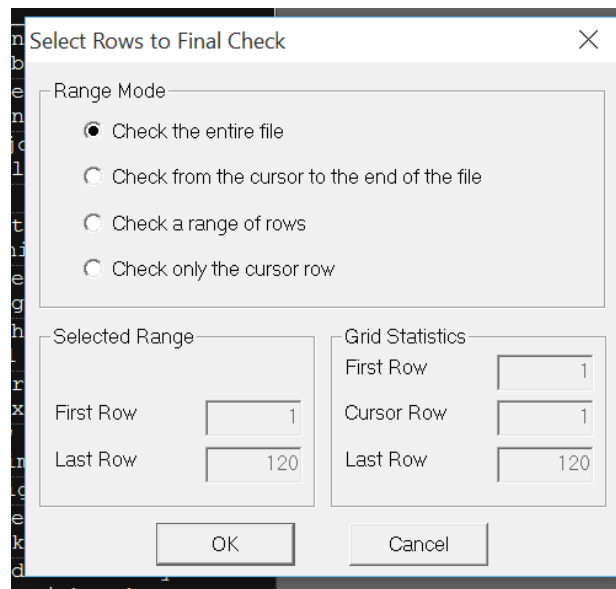 Select Rows to Final Check
Range Mode
Check the entire file
Check from the cursor to the end of the file
Check a range of rows
Check only the cursor row
Selected Range
First Row 1
Last Row 120
Grid Statistics
First Row 1
Cursor Row 1
Last Row 120
OK Cancel